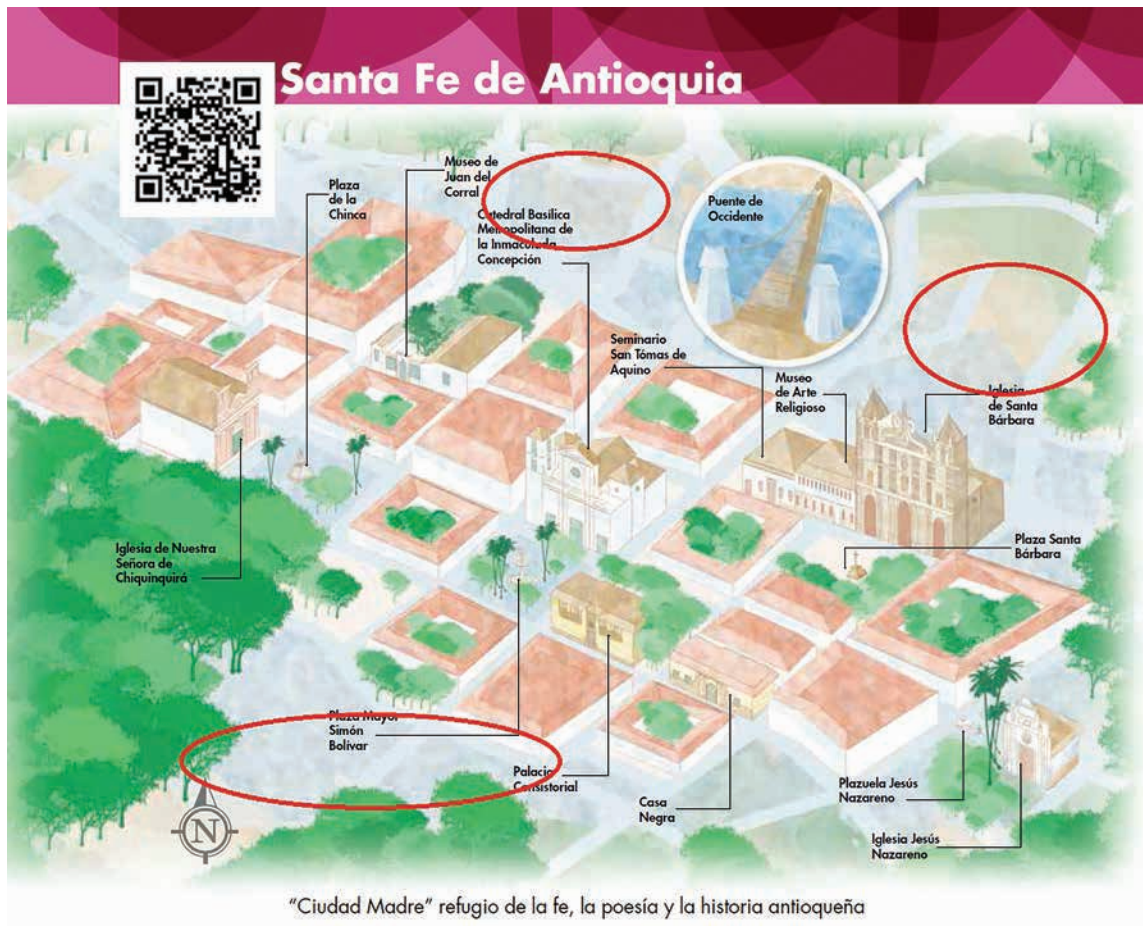 Santa Fe de Antioquia
Museo de
Juan del
Corral
Plaza
de la
Chinca
Catedral Basílica
Metropolitana de
la Inmaculada
Concepción
Puente de
Occidente
Seminario
San Tómas de
Aquino
Museo
de Arte
Religioso
Iglesia
de Santa
Bárbara
Iglesia de Nuestra
Señora de
Chiquinquirá
Plaza Santa
Bárbara
Plaza Mayor
Simón
Bolívar
Palacio
Consistorial
Casa
Negra
Plazuela Jesús
Nazareno
Iglesia Jesús
Nazareno
N
"Ciudad Madre" refugio de la fe, la poesía y la historia antioqueña